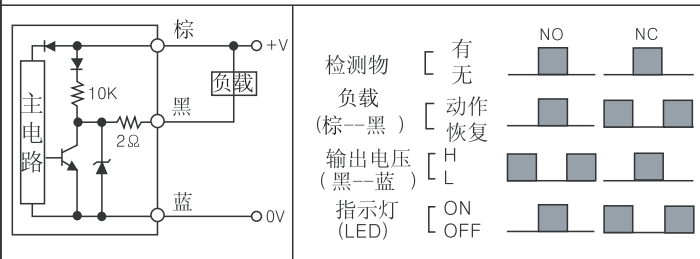 棕
+V
负载
10K
黑
2Ω
主电路
蓝
0V
NO NC
检测物 有
无
负载 动作
(棕--黑 ) 恢复
输出电压 H
( 黑--蓝 ) L
指示灯 ON
(LED) OFF